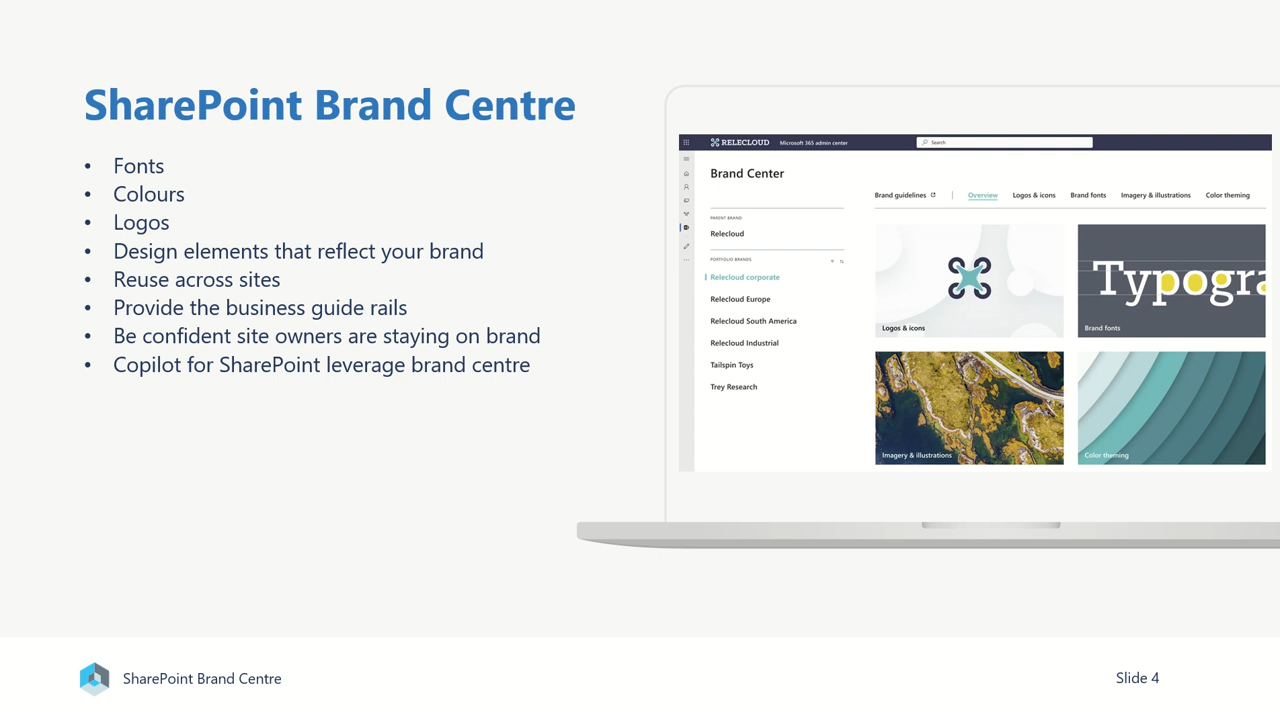 SharePoint Brand Centre
• Fonts
• Colours
• Logos
• Design elements that reflect your brand
• Reuse across sites
• Provide the business guide rails
• Be confident site owners are staying on brand
• Copilot for SharePoint leverage brand centre
RELECLOUD Microsoft 365 admin center Search
Brand Center
Brand guidelines Overview Logos & icons Brand fonts Imagery & illustrations Color theming
PARENT BRAND
Relecloud
PORTFOLIO BRANDS
Relecloud corporate
Relecloud Europe
Relecloud South America
Relecloud Industrial
Tailspin Toys
Trey Research
Logos & icons
Typogra
Brand fonts
Imagery & illustrations
Color theming
SharePoint Brand Centre
Slide 4